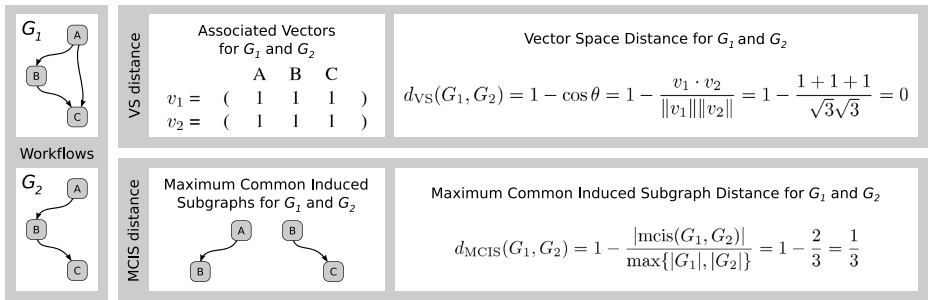 G₁
A
B
C
Workflows
G₂
A
B
C
VS distance
Associated Vectors
for G₁ and G₂
A B C
v₁ = ( 1 1 1 )
v₂ = ( 1 1 1 )
Vector Space Distance for G₁ and G₂
d_VS(G₁, G₂) = 1 − cos θ = 1 − (v₁ · v₂)/(‖v₁‖‖v₂‖) = 1 − (1 + 1 + 1)/(√3√3) = 0
MCIS distance
Maximum Common Induced
Subgraphs for G₁ and G₂
A B
B C
Maximum Common Induced Subgraph Distance for G₁ and G₂
d_MCIS(G₁, G₂) = 1 − |mcis(G₁, G₂)|/max{|G₁|, |G₂|} = 1 − 2/3 = 1/3